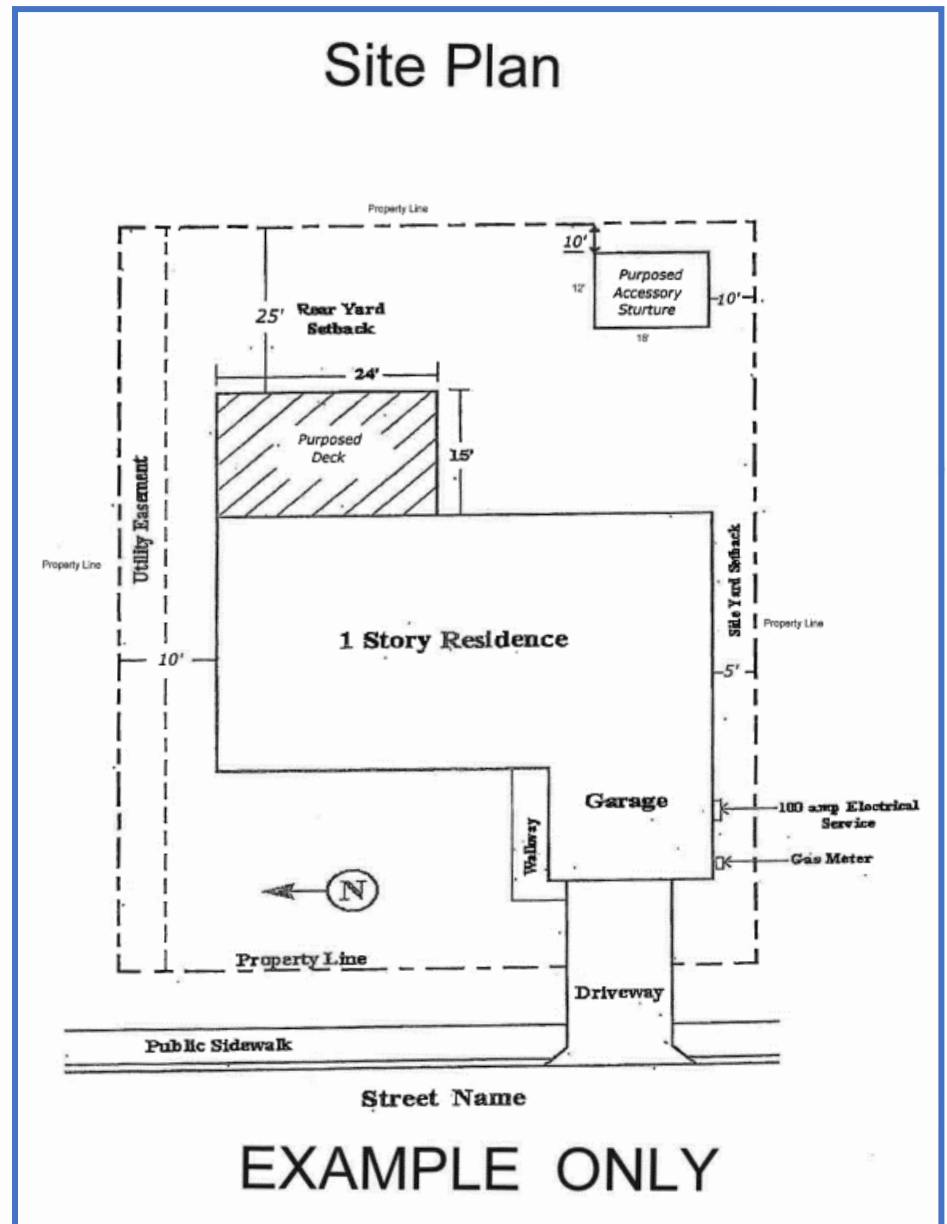 Site Plan
Property Line
10'
Purposed
Accessory
Sturture
12'
10'
18'
25'
Rear Yard
Setback
24'
Purposed
Deck
15'
Utility Easement
Property Line
Side Yard Setback
Property Line
1 Story Residence
10'
5'
Garage
100 amp Electrical
Service
Walkway
Gas Meter
N
Property Line
Driveway
Public Sidewalk
Street Name
EXAMPLE ONLY